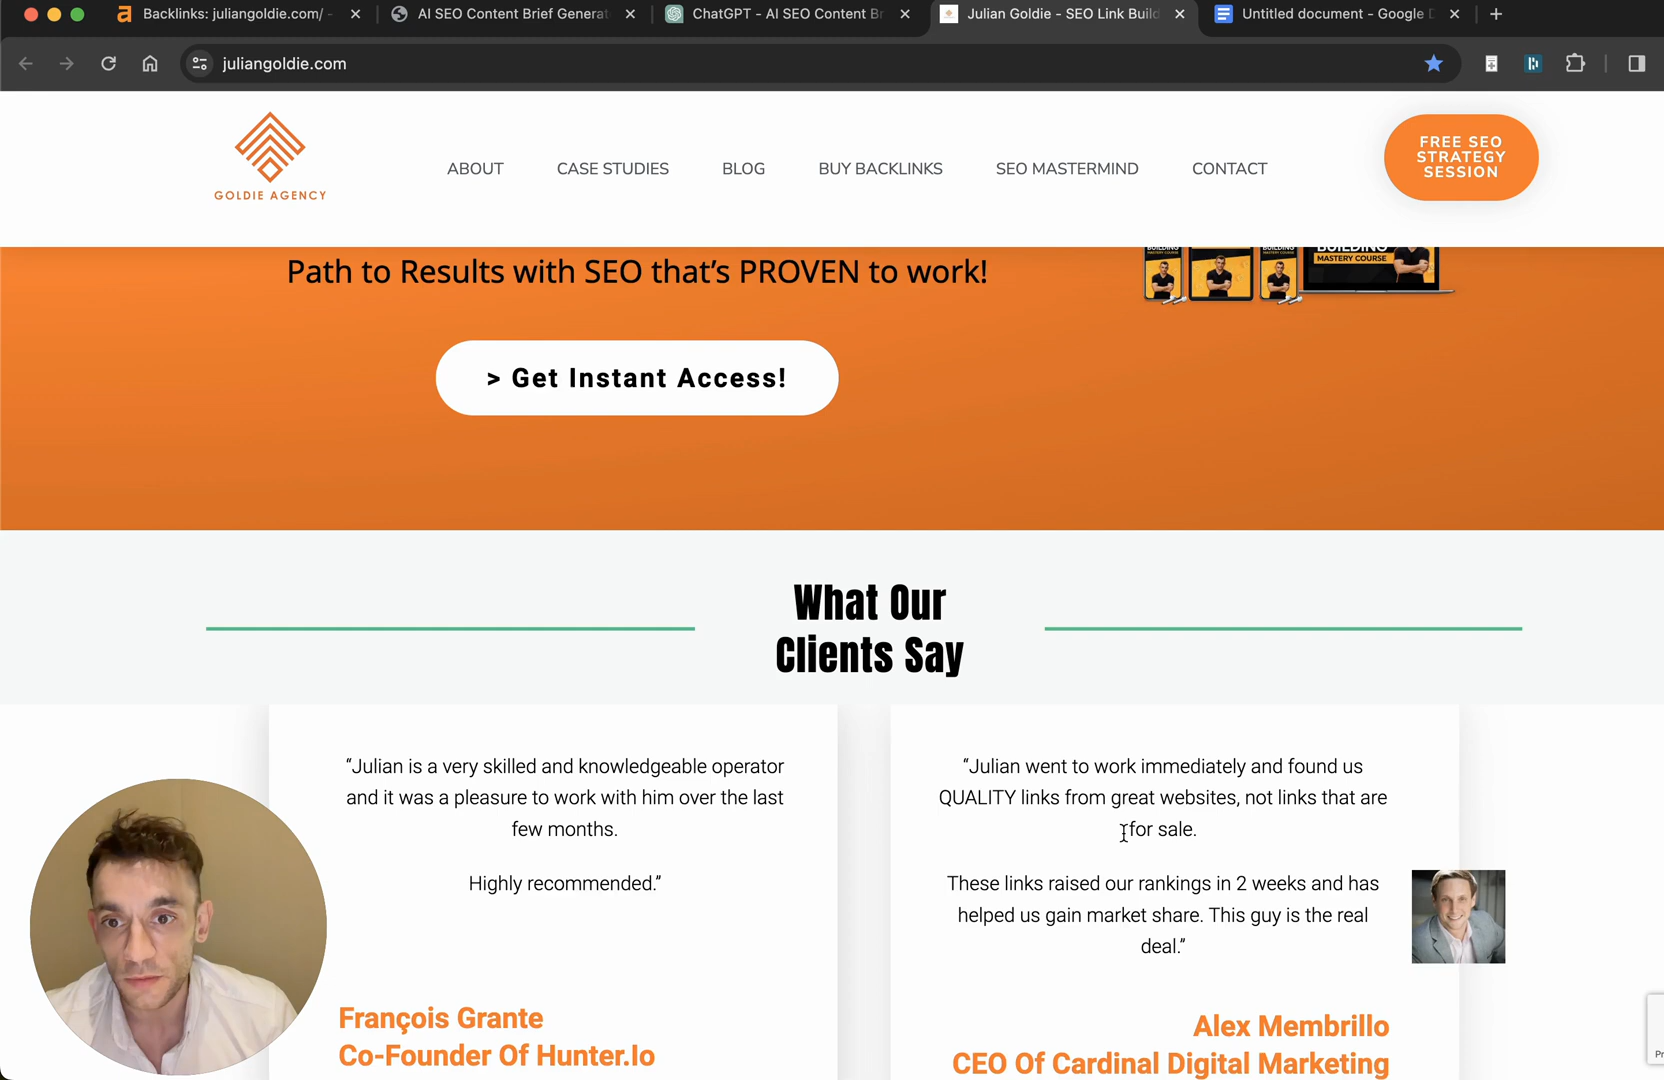 Backlinks: juliangoldie.com/ -
AI SEO Content Brief Generat
ChatGPT - AI SEO Content Br
Julian Goldie - SEO Link Build
Untitled document - Google D
juliangoldie.com
GOLDIE AGENCY
ABOUT
CASE STUDIES
BLOG
BUY BACKLINKS
SEO MASTERMIND
CONTACT
FREE SEO
STRATEGY
SESSION
Path to Results with SEO that’s PROVEN to work!
BUILDING
MASTERY COURSE
> Get Instant Access!
What Our
Clients Say
“Julian is a very skilled and knowledgeable operator
and it was a pleasure to work with him over the last
few months.
Highly recommended.”
François Grante
Co-Founder Of Hunter.Io
“Julian went to work immediately and found us
QUALITY links from great websites, not links that are
for sale.
These links raised our rankings in 2 weeks and has
helped us gain market share. This guy is the real
deal.”
Alex Membrillo
CEO Of Cardinal Digital Marketing